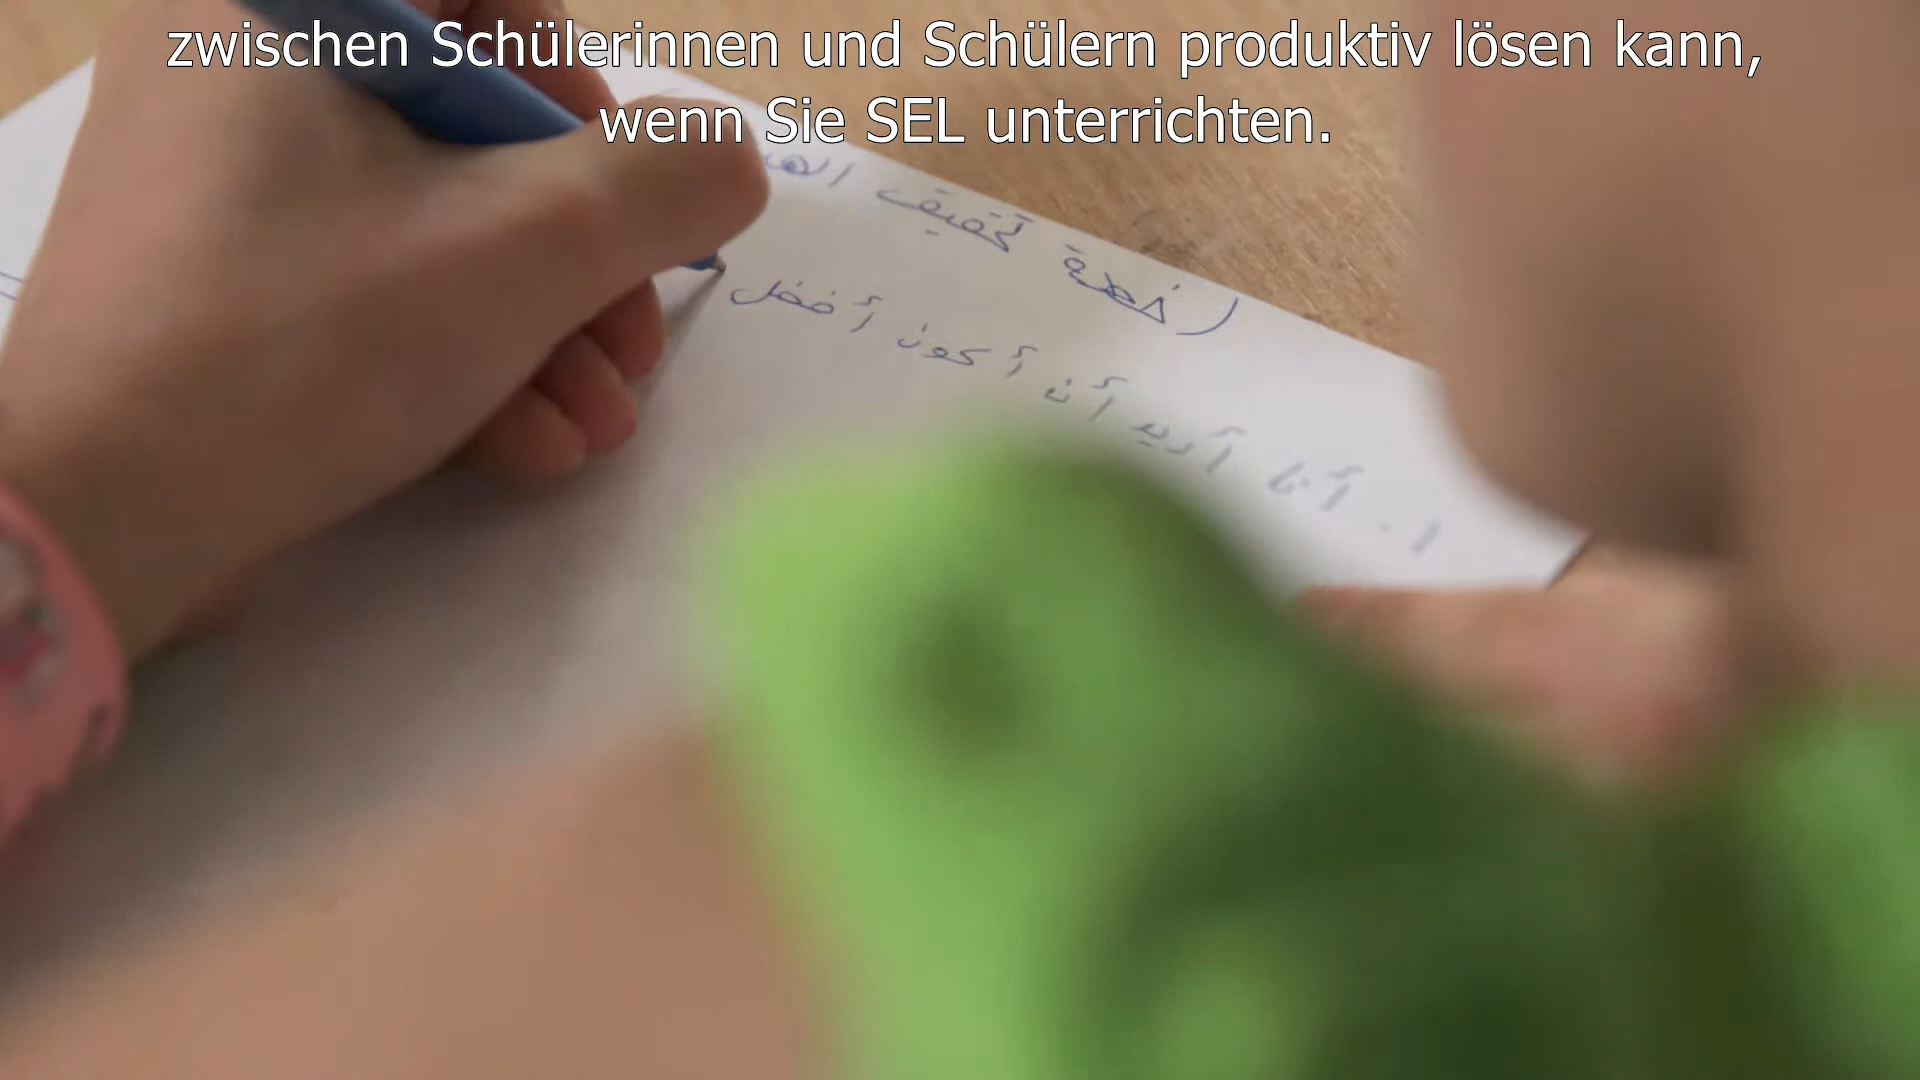 zwischen Schülerinnen und Schülern produktiv lösen kann,
wenn Sie SEL unterrichten.
(خطة تحقيق
١. أنا أريد أن أكون أفضل